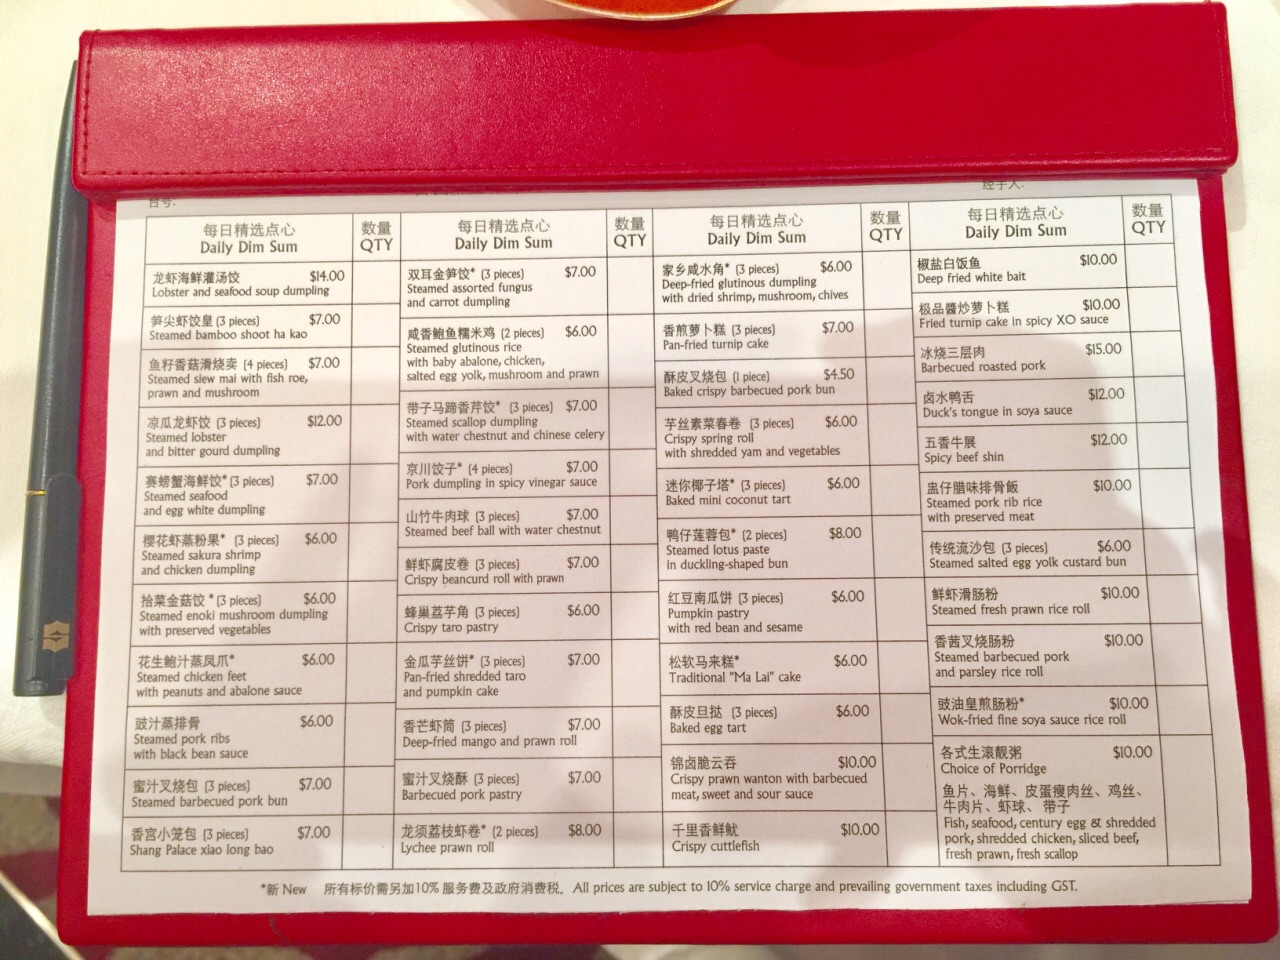 台号:
经手人:
每日精选点心
Daily Dim Sum
数量
QTY
龙虾海鲜灌汤饺 $14.00
Lobster and seafood soup dumpling
笋尖虾饺皇 (3 pieces) $7.00
Steamed bamboo shoot ha kao
鱼籽香菇滑烧卖 (4 pieces) $7.00
Steamed siew mai with fish roe,
prawn and mushroom
凉瓜龙虾饺 (3 pieces) $12.00
Steamed lobster
and bitter gourd dumpling
赛螃蟹海鲜饺* (3 pieces) $7.00
Steamed seafood
and egg white dumpling
樱花虾蒸粉果* (3 pieces) $6.00
Steamed sakura shrimp
and chicken dumpling
拾菜金菇饺 * (3 pieces) $6.00
Steamed enoki mushroom dumpling
with preserved vegetables
花生鲍汁蒸凤爪* $6.00
Steamed chicken feet
with peanuts and abalone sauce
豉汁蒸排骨 $6.00
Steamed pork ribs
with black bean sauce
蜜汁叉烧包 (3 pieces) $7.00
Steamed barbecued pork bun
香宫小笼包 (3 pieces) $7.00
Shang Palace xiao long bao
每日精选点心
Daily Dim Sum
数量
QTY
双耳金笋饺* (3 pieces) $7.00
Steamed assorted fungus
and carrot dumpling
咸香鲍鱼糯米鸡 (2 pieces) $6.00
Steamed glutinous rice
with baby abalone, chicken,
salted egg yolk, mushroom and prawn
带子马蹄香芹饺* (3 pieces) $7.00
Steamed scallop dumpling
with water chestnut and chinese celery
京川饺子* (4 pieces) $7.00
Pork dumpling in spicy vinegar sauce
山竹牛肉球 (3 pieces) $7.00
Steamed beef ball with water chestnut
鲜虾腐皮卷 (3 pieces) $7.00
Crispy beancurd roll with prawn
蜂巢荔芋角 (3 pieces) $6.00
Crispy taro pastry
金瓜芋丝饼* (3 pieces) $7.00
Pan-fried shredded taro
and pumpkin cake
香芒虾筒 (3 pieces) $7.00
Deep-fried mango and prawn roll
蜜汁叉烧酥 (3 pieces) $7.00
Barbecued pork pastry
龙须荔枝虾卷* (2 pieces) $8.00
Lychee prawn roll
每日精选点心
Daily Dim Sum
数量
QTY
家乡咸水角* (3 pieces) $6.00
Deep-fried glutinous dumpling
with dried shrimp, mushroom, chives
香煎萝卜糕 (3 pieces) $7.00
Pan-fried turnip cake
酥皮叉烧包 (1 piece) $4.50
Baked crispy barbecued pork bun
芋丝素菜春卷 (3 pieces) $6.00
Crispy spring roll
with shredded yam and vegetables
迷你椰子塔* (3 pieces) $6.00
Baked mini coconut tart
鸭仔莲蓉包* (2 pieces) $8.00
Steamed lotus paste
in duckling-shaped bun
红豆南瓜饼 (3 pieces) $6.00
Pumpkin pastry
with red bean and sesame
松软马来糕* $6.00
Traditional "Ma Lai" cake
酥皮旦挞 (3 pieces) $6.00
Baked egg tart
锦卤脆云吞 $10.00
Crispy prawn wanton with barbecued
meat, sweet and sour sauce
千里香鲜鱿 $10.00
Crispy cuttlefish
每日精选点心
Daily Dim Sum
数量
QTY
椒盐白饭鱼 $10.00
Deep fried white bait
极品酱炒萝卜糕 $10.00
Fried turnip cake in spicy XO sauce
冰烧三层肉 $15.00
Barbecued roasted pork
卤水鸭舌 $12.00
Duck's tongue in soya sauce
五香牛展 $12.00
Spicy beef shin
盅仔腊味排骨飯 $10.00
Steamed pork rib rice
with preserved meat
传统流沙包 (3 pieces) $6.00
Steamed salted egg yolk custard bun
鲜虾滑肠粉 $10.00
Steamed fresh prawn rice roll
香茜叉烧肠粉 $10.00
Steamed barbecued pork
and parsley rice roll
豉油皇煎肠粉* $10.00
Wok-fried fine soya sauce rice roll
各式生滚靓粥 $10.00
Choice of Porridge
鱼片、海鲜、皮蛋瘦肉丝、鸡丝、
牛肉片、虾球、带子
Fish, seafood, century egg & shredded
pork, shredded chicken, sliced beef,
fresh prawn, fresh scallop
*新 New 所有标价需另加10% 服务费及政府消费税。All prices are subject to 10% service charge and prevailing government taxes including GST.